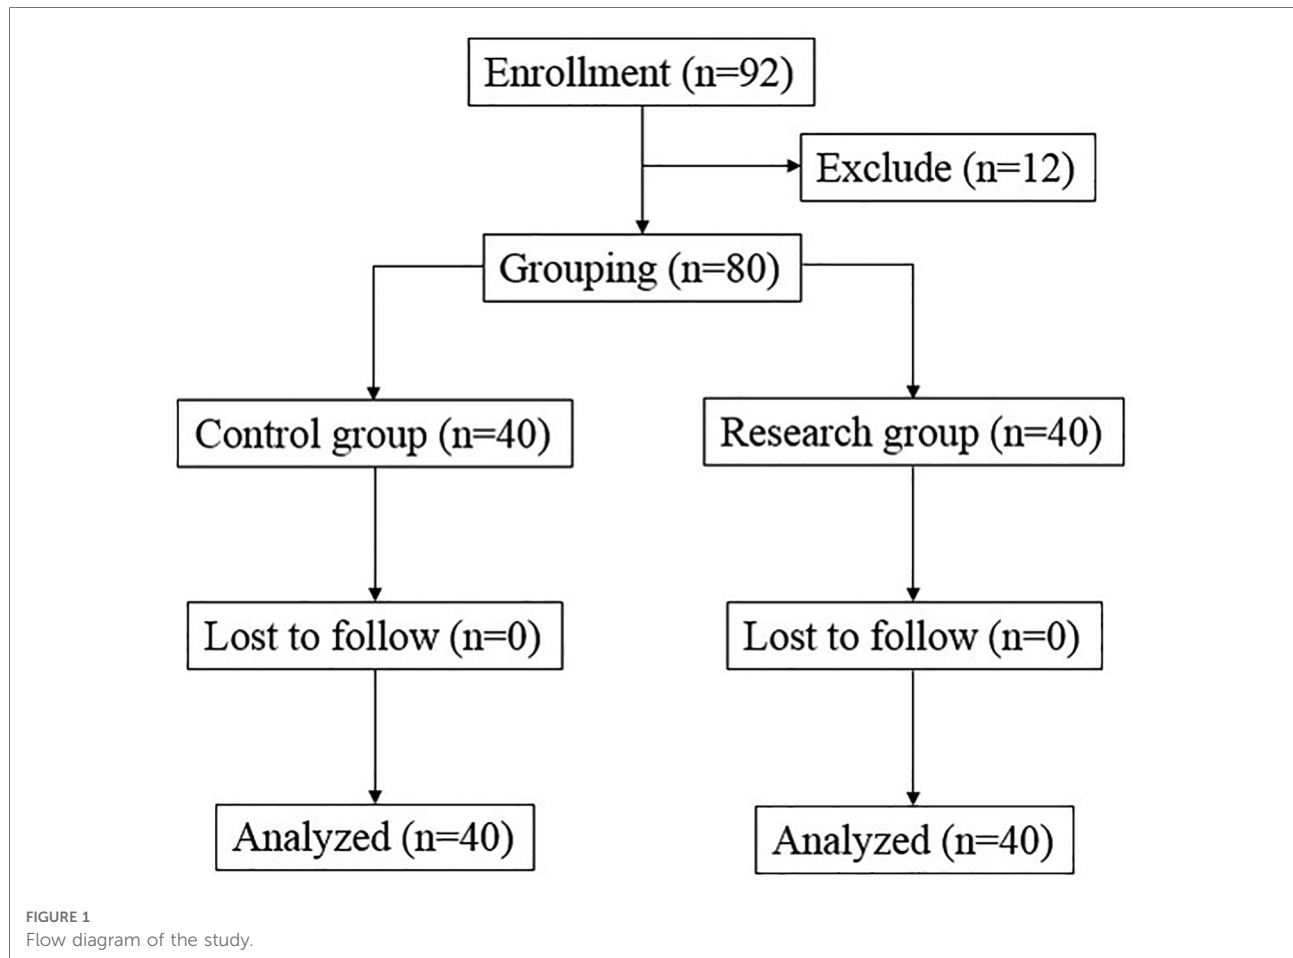 Enrollment (n=92)
Exclude (n=12)
Grouping (n=80)
Control group (n=40)
Research group (n=40)
Lost to follow (n=0)
Lost to follow (n=0)
Analyzed (n=40)
Analyzed (n=40)
FIGURE 1
Flow diagram of the study.